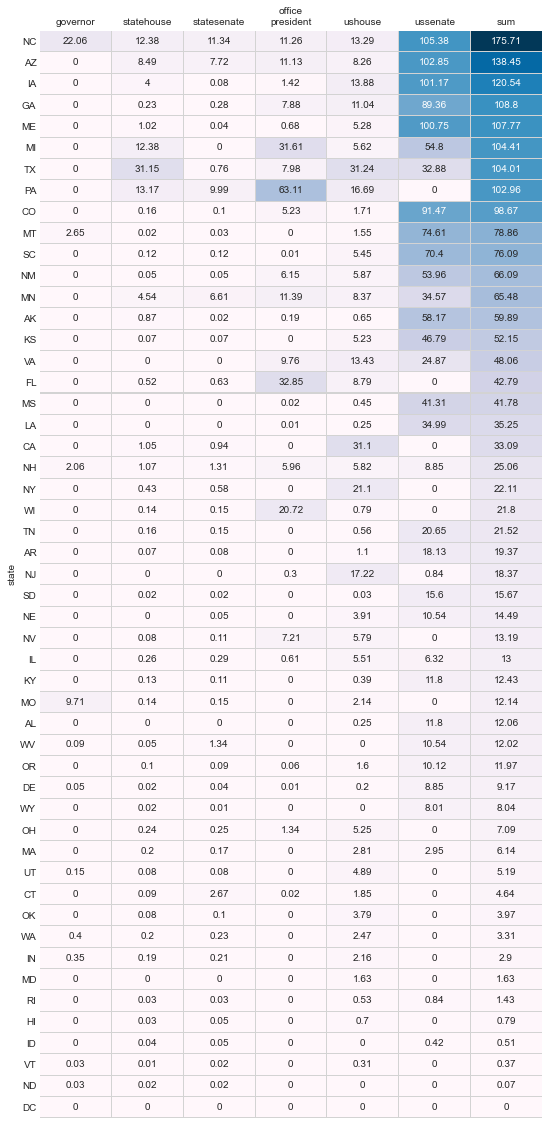 office
governor statehouse statesenate president ushouse ussenate sum
NC 22.06 12.38 11.34 11.26 13.29 105.38 175.71
AZ 0 8.49 7.72 11.13 8.26 102.85 138.45
IA 0 4 0.08 1.42 13.88 101.17 120.54
GA 0 0.23 0.28 7.88 11.04 89.36 108.8
ME 0 1.02 0.04 0.68 5.28 100.75 107.77
MI 0 12.38 0 31.61 5.62 54.8 104.41
TX 0 31.15 0.76 7.98 31.24 32.88 104.01
PA 0 13.17 9.99 63.11 16.69 0 102.96
CO 0 0.16 0.1 5.23 1.71 91.47 98.67
MT 2.65 0.02 0.03 0 1.55 74.61 78.86
SC 0 0.12 0.12 0.01 5.45 70.4 76.09
NM 0 0.05 0.05 6.15 5.87 53.96 66.09
MN 0 4.54 6.61 11.39 8.37 34.57 65.48
AK 0 0.87 0.02 0.19 0.65 58.17 59.89
KS 0 0.07 0.07 0 5.23 46.79 52.15
VA 0 0 0 9.76 13.43 24.87 48.06
FL 0 0.52 0.63 32.85 8.79 0 42.79
MS 0 0 0 0.02 0.45 41.31 41.78
LA 0 0 0 0.01 0.25 34.99 35.25
CA 0 1.05 0.94 0 31.1 0 33.09
NH 2.06 1.07 1.31 5.96 5.82 8.85 25.06
NY 0 0.43 0.58 0 21.1 0 22.11
WI 0 0.14 0.15 20.72 0.79 0 21.8
TN 0 0.16 0.15 0 0.56 20.65 21.52
AR 0 0.07 0.08 0 1.1 18.13 19.37
state
NJ 0 0 0 0.3 17.22 0.84 18.37
SD 0 0.02 0.02 0 0.03 15.6 15.67
NE 0 0 0.05 0 3.91 10.54 14.49
NV 0 0.08 0.11 7.21 5.79 0 13.19
IL 0 0.26 0.29 0.61 5.51 6.32 13
KY 0 0.13 0.11 0 0.39 11.8 12.43
MO 9.71 0.14 0.15 0 2.14 0 12.14
AL 0 0 0 0 0.25 11.8 12.06
WV 0.09 0.05 1.34 0 0 10.54 12.02
OR 0 0.1 0.09 0.06 1.6 10.12 11.97
DE 0.05 0.02 0.04 0.01 0.2 8.85 9.17
WY 0 0.02 0.01 0 0 8.01 8.04
OH 0 0.24 0.25 1.34 5.25 0 7.09
MA 0 0.2 0.17 0 2.81 2.95 6.14
UT 0.15 0.08 0.08 0 4.89 0 5.19
CT 0 0.09 2.67 0.02 1.85 0 4.64
OK 0 0.08 0.1 0 3.79 0 3.97
WA 0.4 0.2 0.23 0 2.47 0 3.31
IN 0.35 0.19 0.21 0 2.16 0 2.9
MD 0 0 0 0 1.63 0 1.63
RI 0 0.03 0.03 0 0.53 0.84 1.43
HI 0 0.03 0.05 0 0.7 0 0.79
ID 0 0.04 0.05 0 0 0.42 0.51
VT 0.03 0.01 0.02 0 0.31 0 0.37
ND 0.03 0.02 0.02 0 0 0 0.07
DC 0 0 0 0 0 0 0